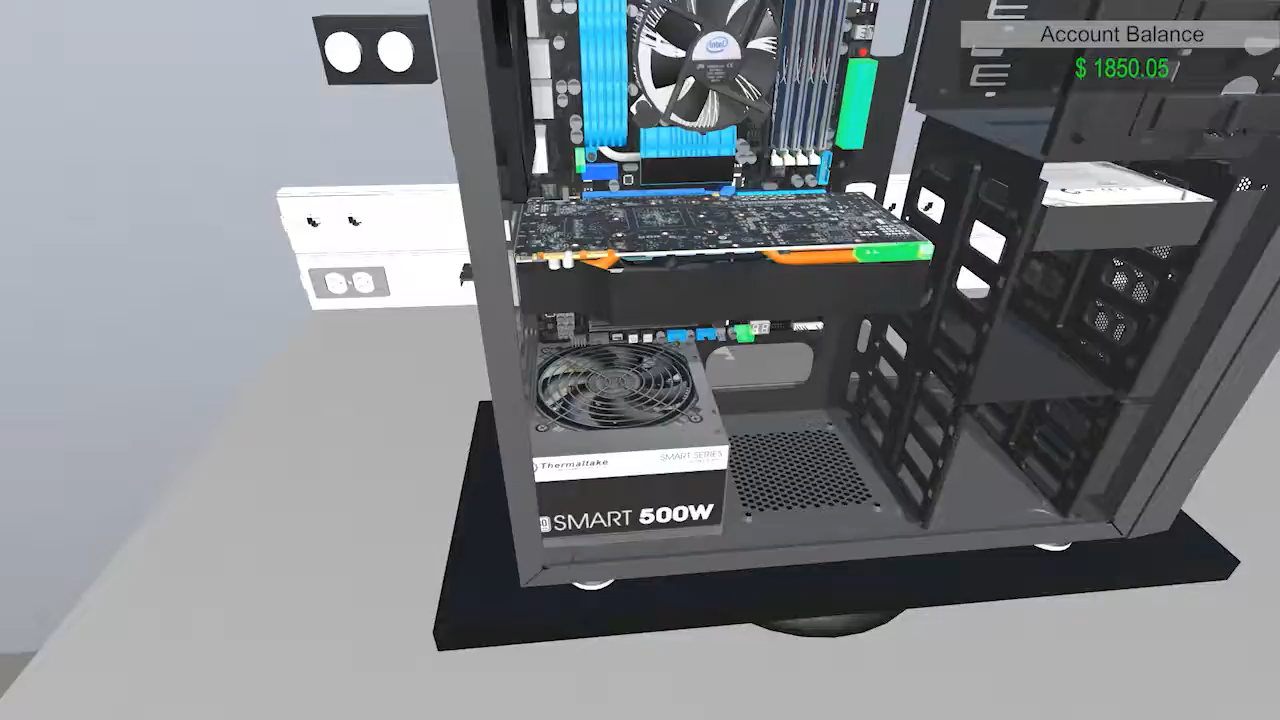 Account Balance
$ 1850.05
intel
Thermaltake
SMART SERIES
SMART 500W